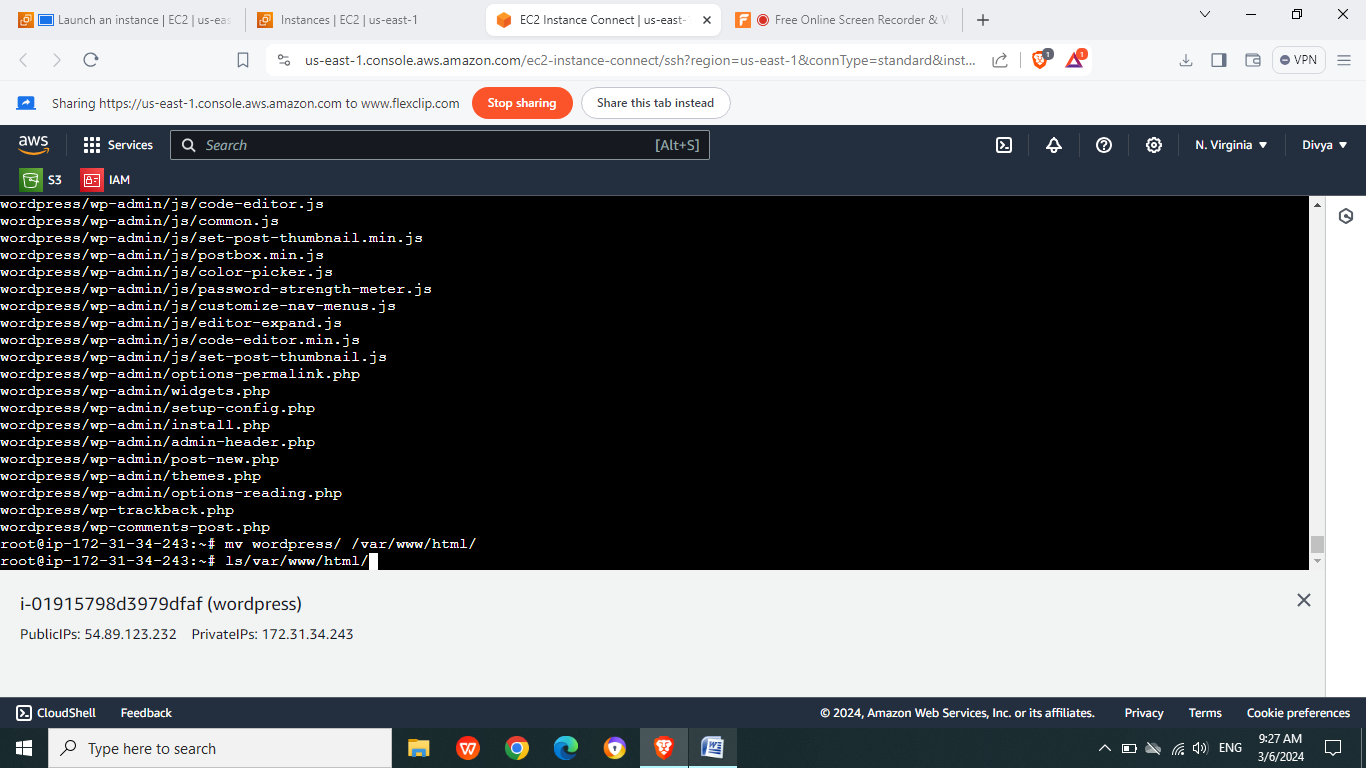 Launch an instance | EC2 | us-eas
Instances | EC2 | us-east-1
EC2 Instance Connect | us-east-
Free Online Screen Recorder & V
us-east-1.console.aws.amazon.com/ec2-instance-connect/ssh?region=us-east-1&connType=standard&inst...
1
1
VPN
Sharing https://us-east-1.console.aws.amazon.com to www.flexclip.com
Stop sharing
Share this tab instead
aws
Services
Search
[Alt+S]
N. Virginia
Divya
S3
IAM
wordpress/wp-admin/js/code-editor.js
wordpress/wp-admin/js/common.js
wordpress/wp-admin/js/set-post-thumbnail.min.js
wordpress/wp-admin/js/postbox.min.js
wordpress/wp-admin/js/color-picker.js
wordpress/wp-admin/js/password-strength-meter.js
wordpress/wp-admin/js/customize-nav-menus.js
wordpress/wp-admin/js/editor-expand.js
wordpress/wp-admin/js/code-editor.min.js
wordpress/wp-admin/js/set-post-thumbnail.js
wordpress/wp-admin/options-permalink.php
wordpress/wp-admin/widgets.php
wordpress/wp-admin/setup-config.php
wordpress/wp-admin/install.php
wordpress/wp-admin/admin-header.php
wordpress/wp-admin/post-new.php
wordpress/wp-admin/themes.php
wordpress/wp-admin/options-reading.php
wordpress/wp-trackback.php
wordpress/wp-comments-post.php
root@ip-172-31-34-243:~# mv wordpress/ /var/www/html/
root@ip-172-31-34-243:~# ls/var/www/html/
i-01915798d3979dfaf (wordpress)
PublicIPs: 54.89.123.232 PrivateIPs: 172.31.34.243
CloudShell
Feedback
© 2024, Amazon Web Services, Inc. or its affiliates.
Privacy
Terms
Cookie preferences
Type here to search
ENG
9:27 AM
3/6/2024